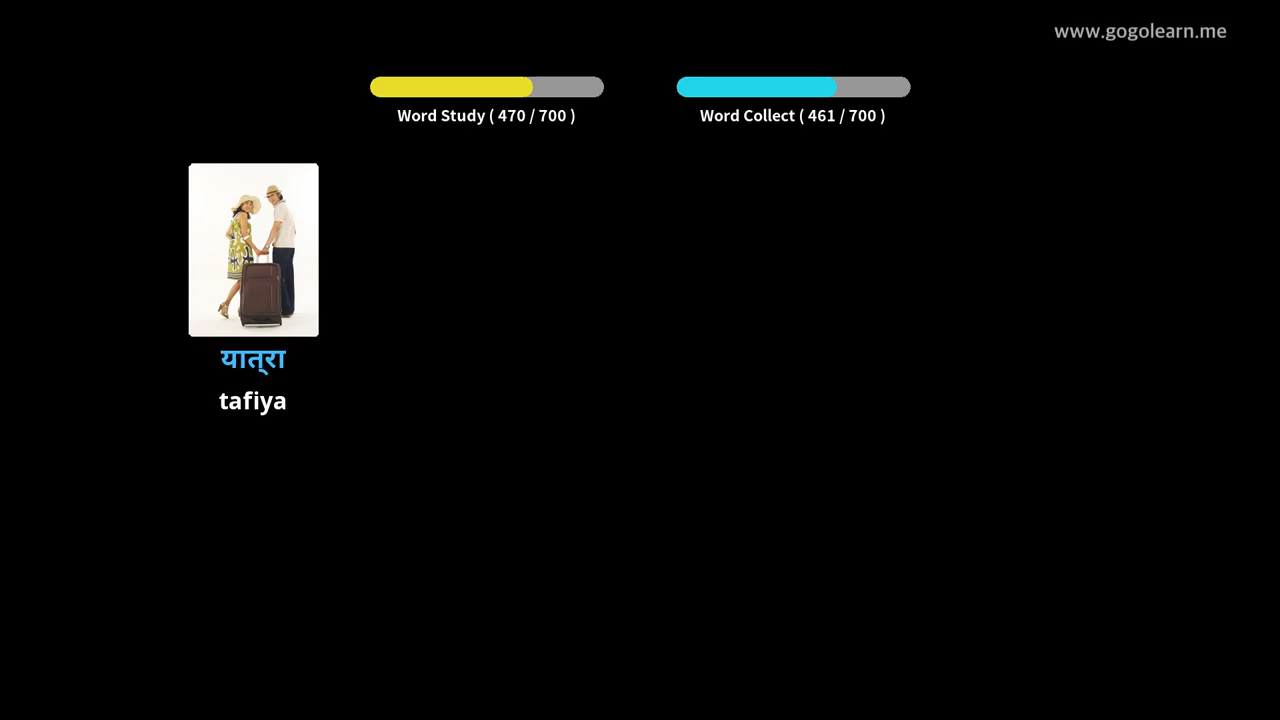 www.gogolearn.me
Word Study ( 470 / 700 )
Word Collect ( 461 / 700 )
यात्रा
tafiya